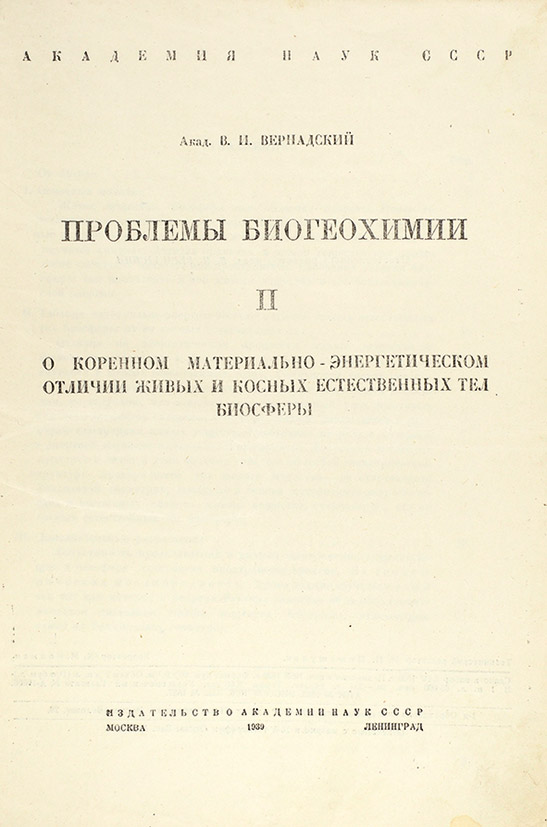 АКАДЕМИЯ НАУК СССР
Акад. В. И. ВЕРНАДСКИЙ
ПРОБЛЕМЫ БИОГЕОХИМИИ
II
О КОРЕННОМ МАТЕРИАЛЬНО-ЭНЕРГЕТИЧЕСКОМ
ОТЛИЧИИ ЖИВЫХ И КОСНЫХ ЕСТЕСТВЕННЫХ ТЕЛ
БИОСФЕРЫ
ИЗДАТЕЛЬСТВО АКАДЕМИИ НАУК СССР
МОСКВА 1939 ЛЕНИНГРАД